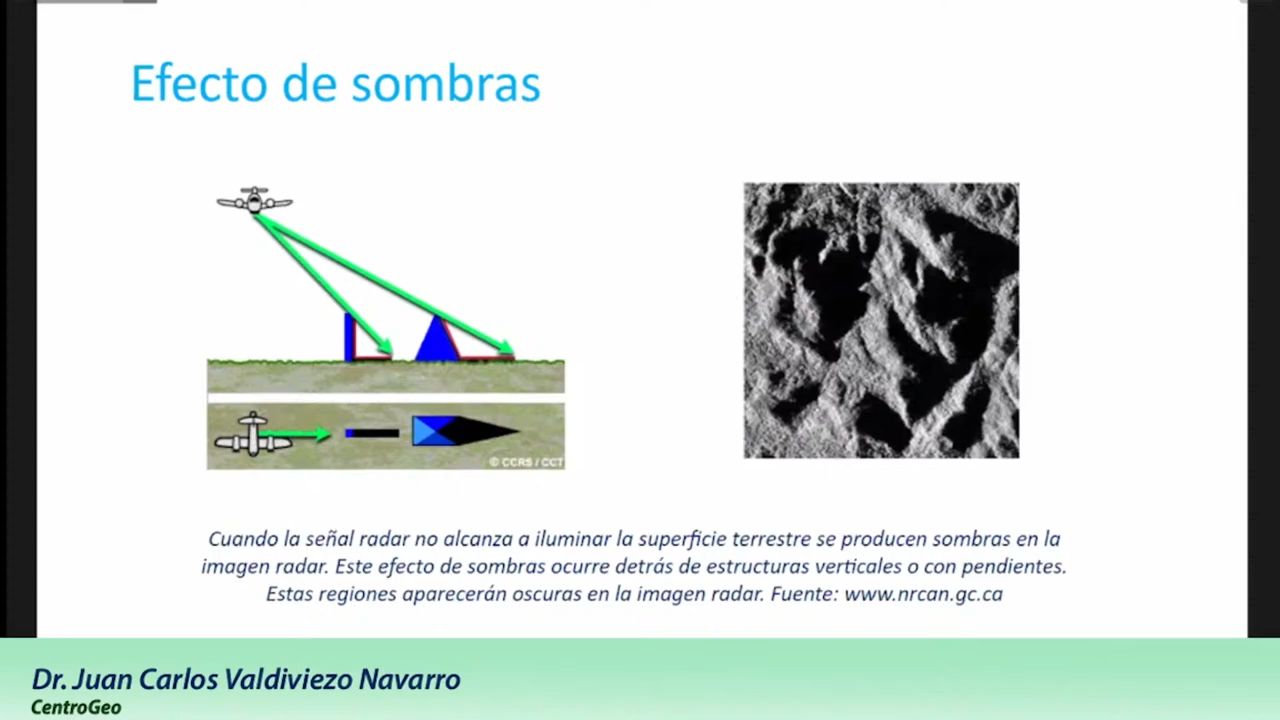 Efecto de sombras
© CCRS / CCT
Cuando la señal radar no alcanza a iluminar la superficie terrestre se producen sombras en la
imagen radar. Este efecto de sombras ocurre detrás de estructuras verticales o con pendientes.
Estas regiones aparecerán oscuras en la imagen radar. Fuente: www.nrcan.gc.ca
Dr. Juan Carlos Valdiviezo Navarro
CentroGeo